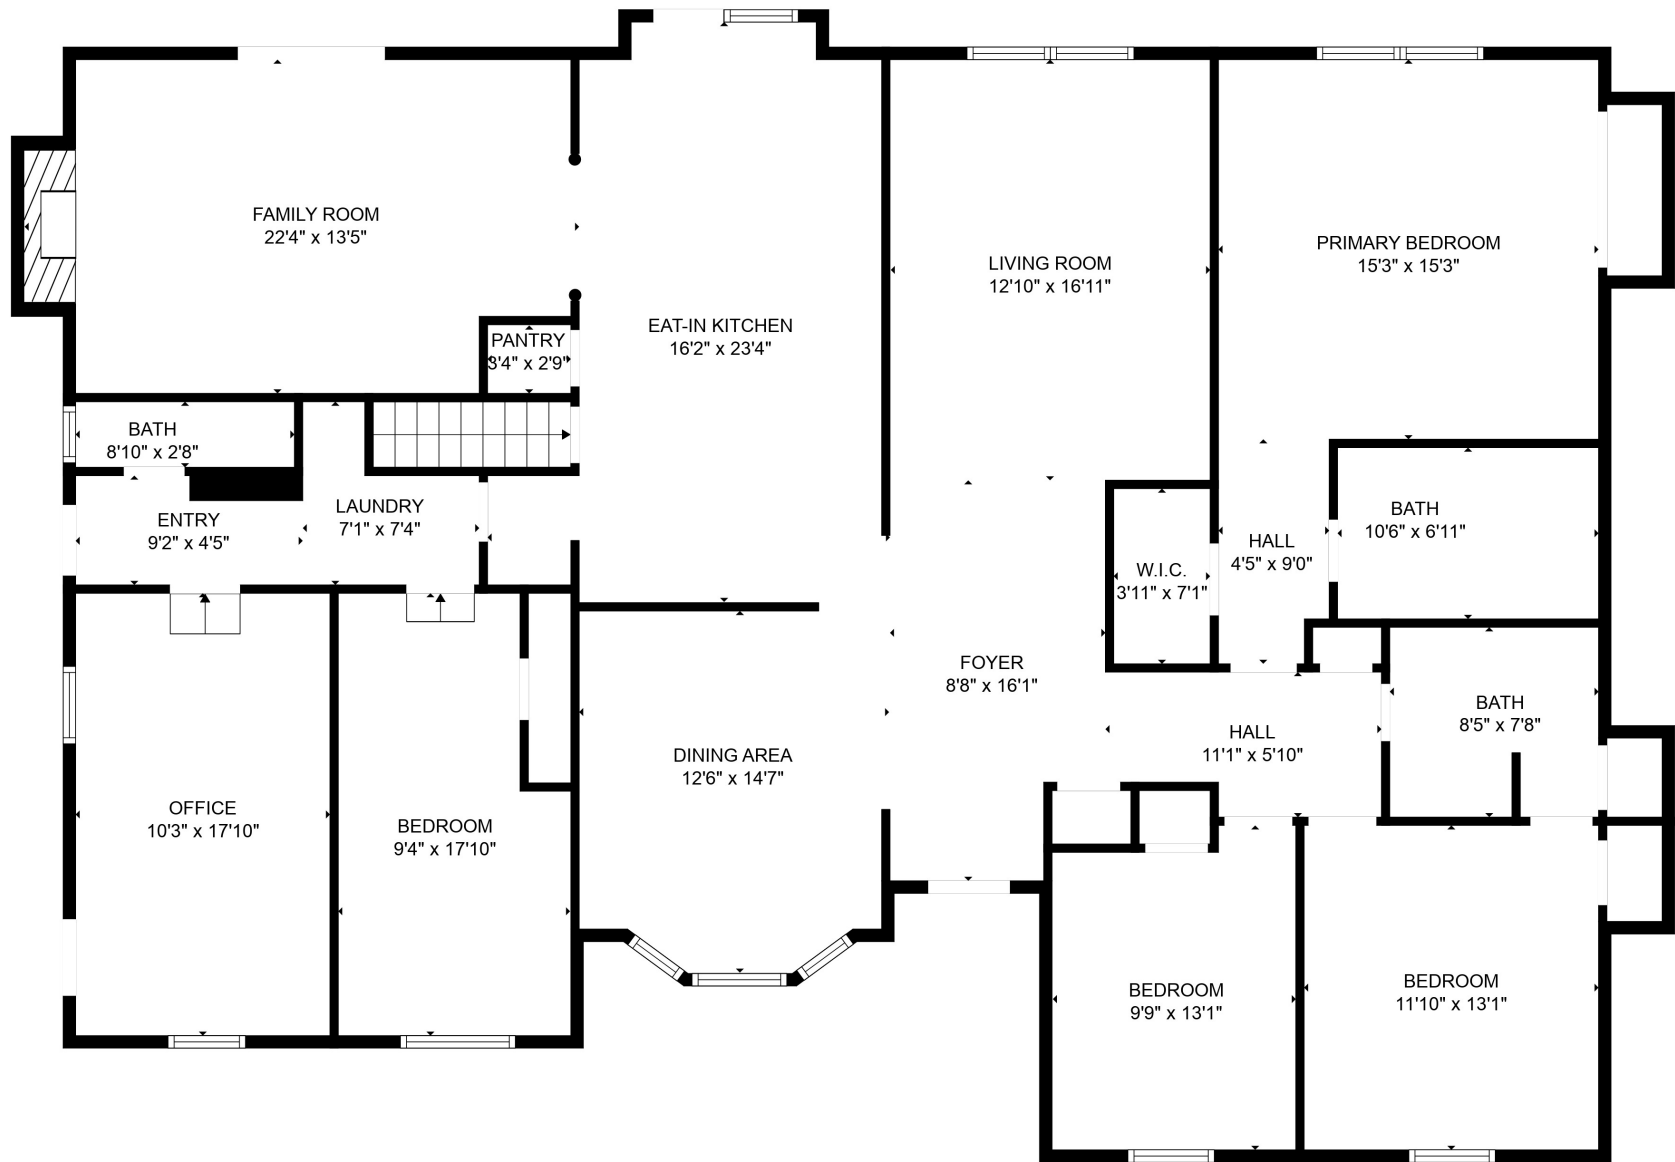 FAMILY ROOM
22'4" x 13'5"
EAT-IN KITCHEN
16'2" x 23'4"
LIVING ROOM
12'10" x 16'11"
PRIMARY BEDROOM
15'3" x 15'3"
PANTRY
3'4" x 2'9"
BATH
8'10" x 2'8"
ENTRY
9'2" x 4'5"
LAUNDRY
7'1" x 7'4"
W.I.C.
3'11" x 7'1"
HALL
4'5" x 9'0"
BATH
10'6" x 6'11"
FOYER
8'8" x 16'1"
HALL
11'1" x 5'10"
BATH
8'5" x 7'8"
DINING AREA
12'6" x 14'7"
OFFICE
10'3" x 17'10"
BEDROOM
9'4" x 17'10"
BEDROOM
9'9" x 13'1"
BEDROOM
11'10" x 13'1"